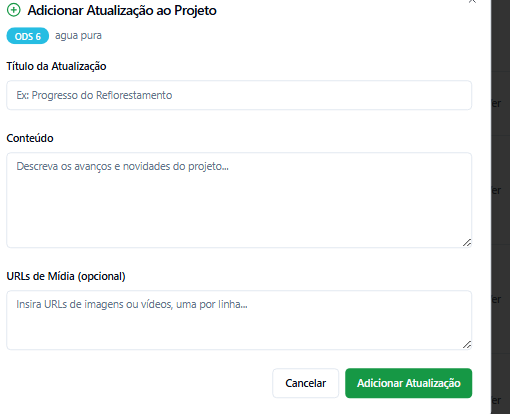 Adicionar Atualização ao Projeto
ODS 6 agua pura
Título da Atualização
Ex: Progresso do Reflorestamento
Conteúdo
Descreva os avanços e novidades do projeto...
URLs de Mídia (opcional)
Insira URLs de imagens ou vídeos, uma por linha...
Cancelar Adicionar Atualização